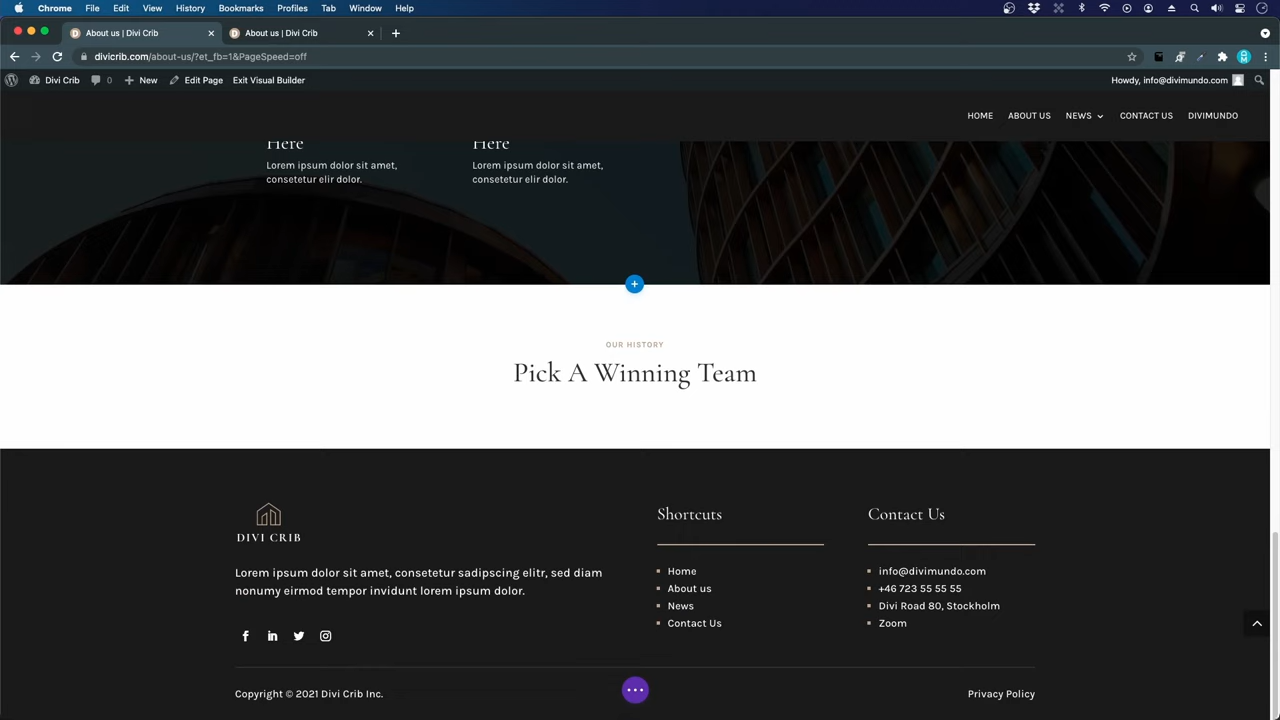 Chrome File Edit View History Bookmarks Profiles Tab Window Help
About us | Divi Crib
About us | Divi Crib
divicrib.com/about-us/?et_fb=1&PageSpeed=off
Divi Crib 0 New Edit Page Exit Visual Builder Howdy, info@divimundo.com
HOME ABOUT US NEWS CONTACT US DIVIMUNDO
Here
Lorem ipsum dolor sit amet,
consetetur elir dolor.
Here
Lorem ipsum dolor sit amet,
consetetur elir dolor.
OUR HISTORY
Pick A Winning Team
DIVI CRIB
Lorem ipsum dolor sit amet, consetetur sadipscing elitr, sed diam
nonumy eirmod tempor invidunt lorem ipsum dolor.
Shortcuts
Home
About us
News
Contact Us
Contact Us
info@divimundo.com
+46 723 55 55 55
Divi Road 80, Stockholm
Zoom
Copyright © 2021 Divi Crib Inc.
Privacy Policy